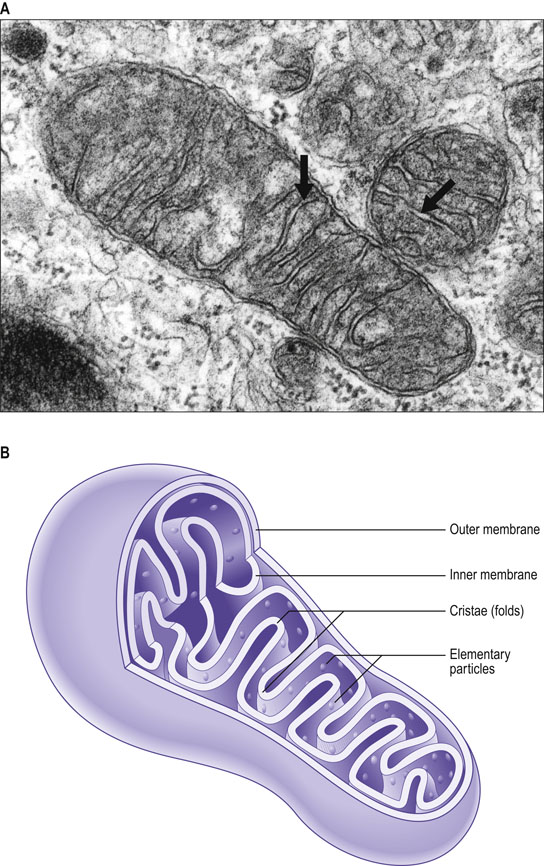 A
B
Outer membrane
Inner membrane
Cristae (folds)
Elementary
particles